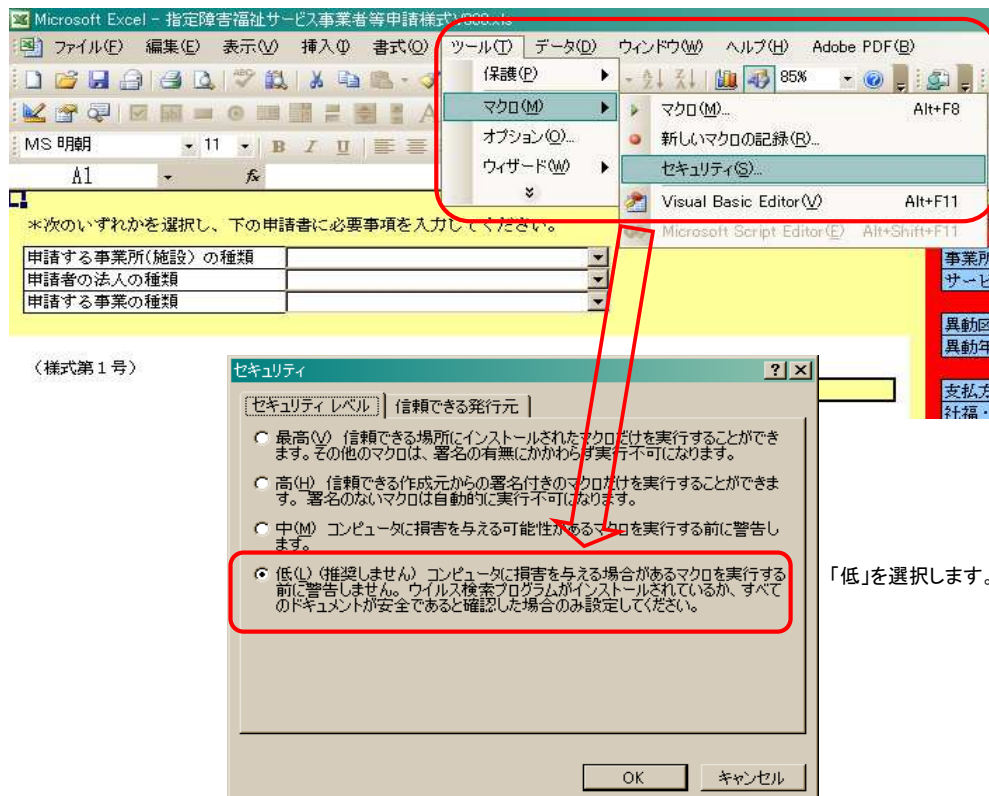 Microsoft Excel - 指定障害福祉サービス事業者等申請様式V888.xls
ファイル(F) 編集(E) 表示(V) 挿入(I) 書式(O) ツール(T) データ(D) ウィンドウ(W) ヘルプ(H) Adobe PDF(B)
保護(P)
85%
マクロ(M)
マクロ(M)... Alt+F8
MS 明朝 11 B I U
オプション(O)...
新しいマクロの記録(R)...
A1 fx
ウィザード(W)
セキュリティ(S)...
Visual Basic Editor(V) Alt+F11
*次のいずれかを選択し、下の申請書に必要事項を入力してください。
Microsoft Script Editor(E) Alt+Shift+F11
申請する事業所(施設)の種類
事業所
申請者の法人の種類
サービ
申請する事業の種類
異動区
異動年
(様式第1号)
支払方
社福・
セキュリティ
セキュリティ レベル 信頼できる発行元
最高(V) 信頼できる場所にインストールされたマクロだけを実行することができ
ます。その他のマクロは、署名の有無にかかわらず実行不可になります。
高(H) 信頼できる作成元からの署名付きのマクロだけを実行することができま
す。署名のないマクロは自動的に実行不可になります。
中(M) コンピュータに損害を与える可能性があるマクロを実行する前に警告し
ます。
低(L) (推奨しません) コンピュータに損害を与える場合があるマクロを実行する
前に警告しません。ウイルス検索プログラムがインストールされているか、すべて
のドキュメントが安全であると確認した場合のみ設定してください。
「低」を選択します。
OK キャンセル